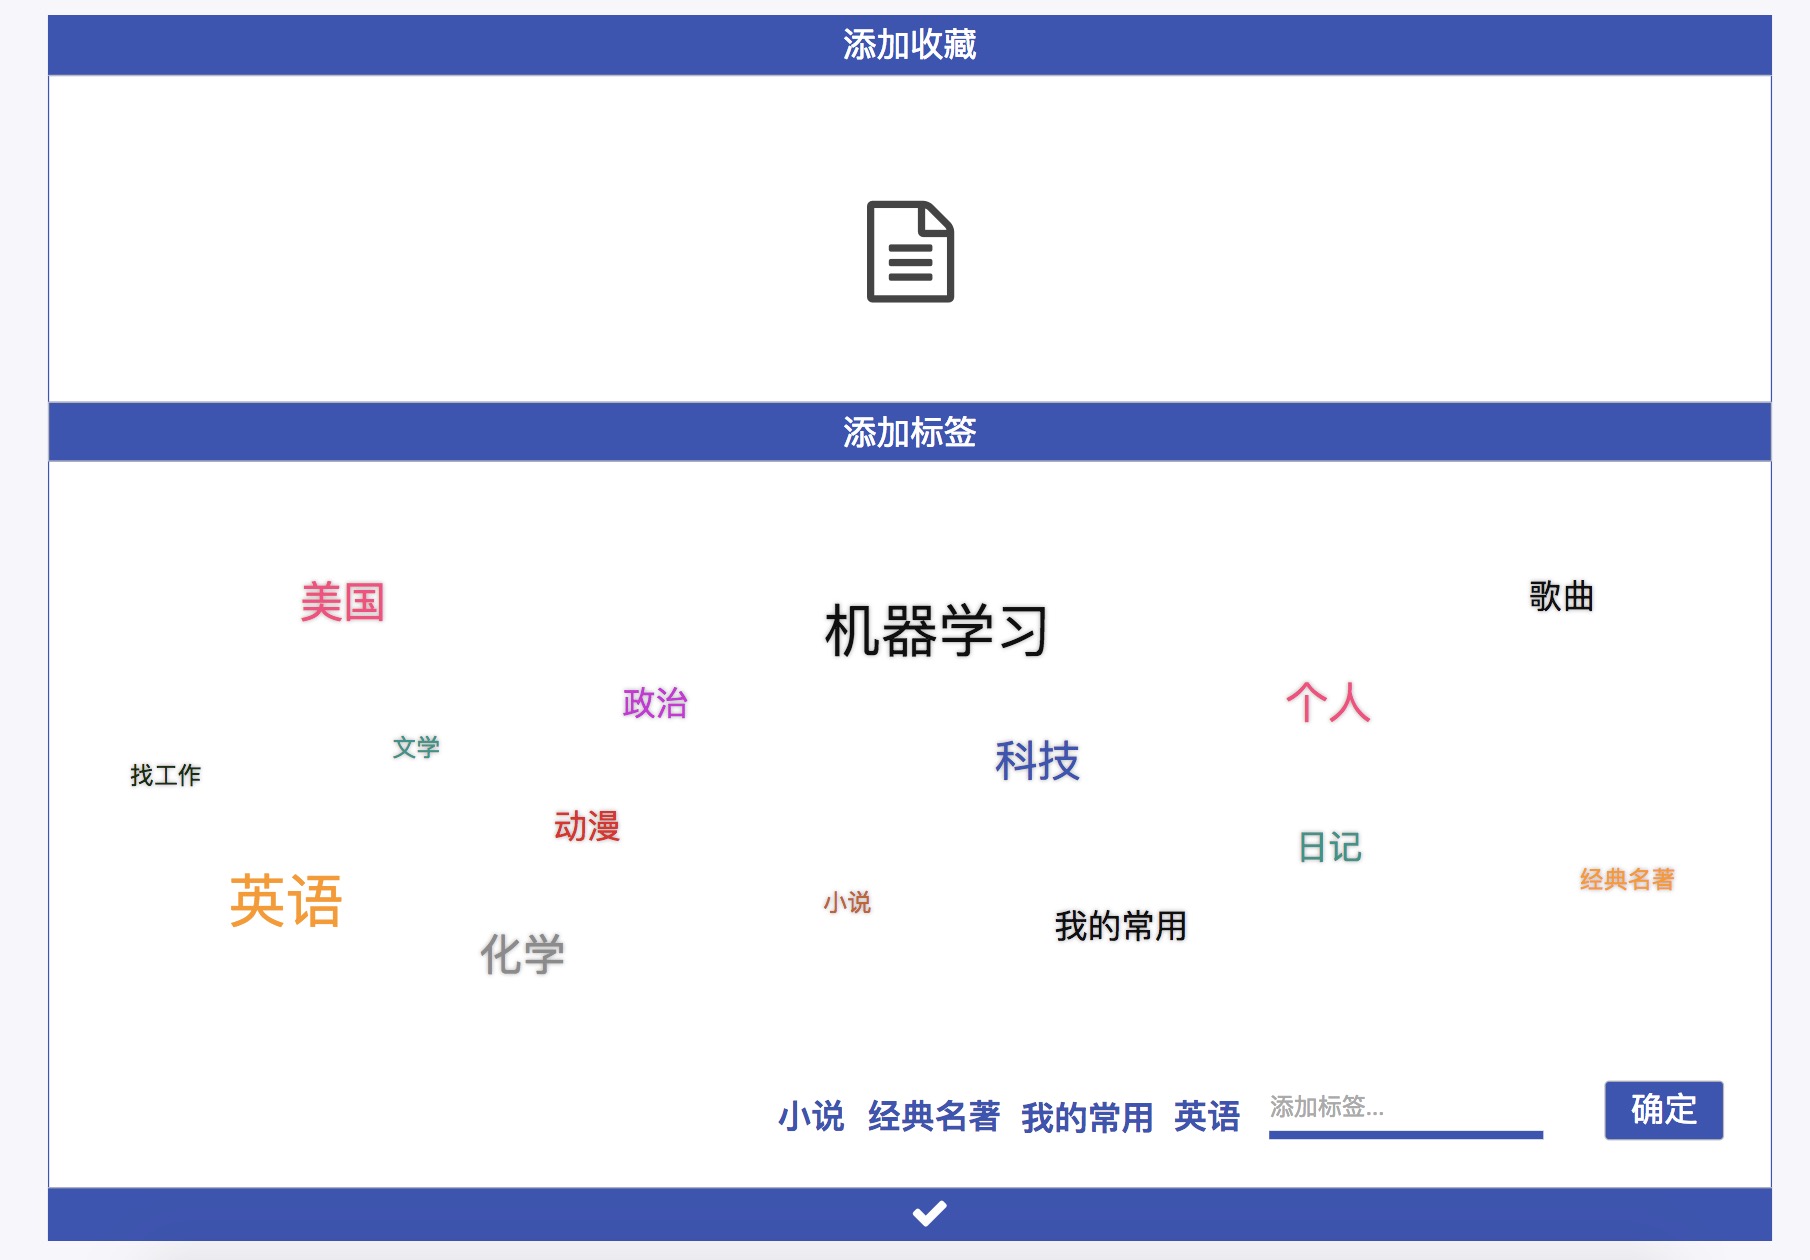 添加收藏
添加标签
美国
机器学习
歌曲
政治
个人
文学
科技
找工作
动漫
日记
英语
小说
经典名著
我的常用
化学
小说 经典名著 我的常用 英语 添加标签... 确定